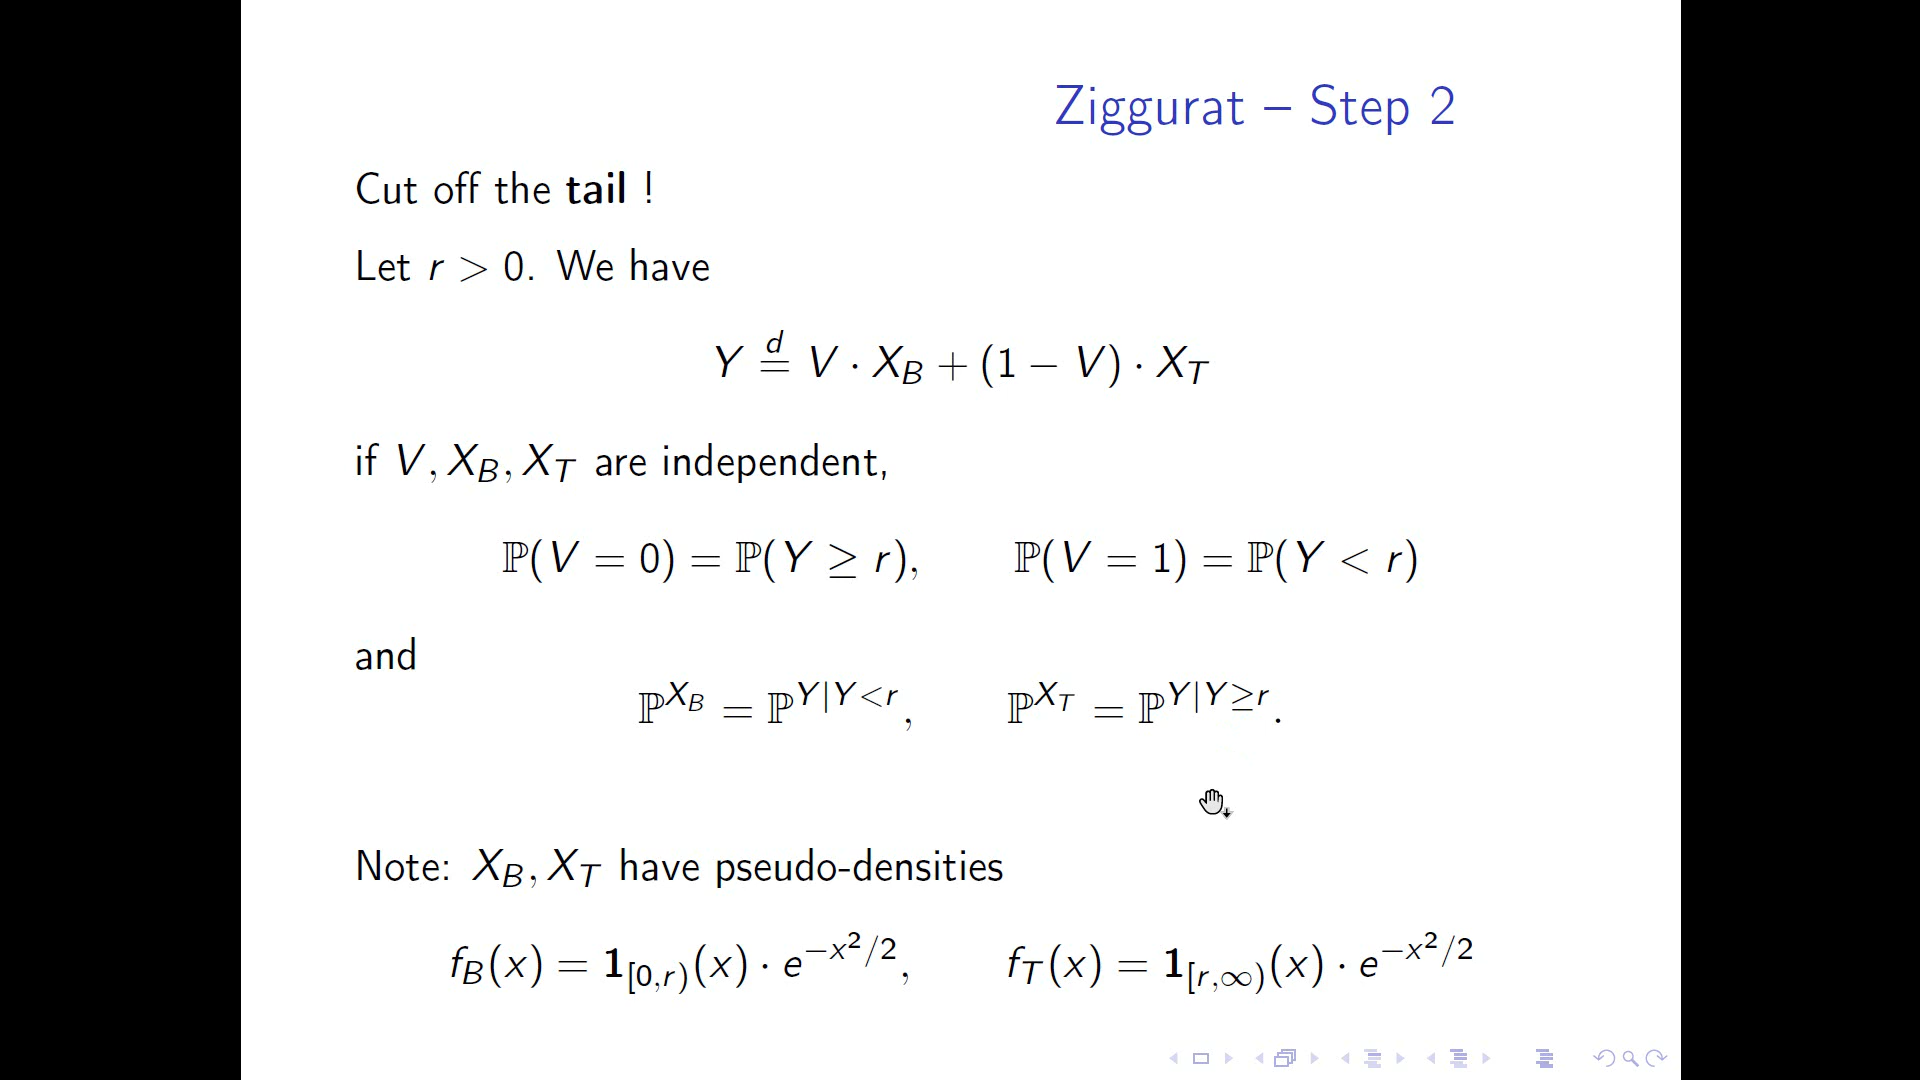 Ziggurat – Step 2
Cut off the tail !
Let r > 0. We have
Y \stackrel{d}{=} V · X_B + (1 − V) · X_T
if V, X_B, X_T are independent,
ℙ(V = 0) = ℙ(Y ≥ r), ℙ(V = 1) = ℙ(Y < r)
and
ℙ^{X_B} = ℙ^{Y|Y<r}, ℙ^{X_T} = ℙ^{Y|Y≥r}.
Note: X_B, X_T have pseudo-densities
f_B(x) = 𝟏_{[0,r)}(x) · e^{−x²/2}, f_T(x) = 𝟏_{[r,∞)}(x) · e^{−x²/2}